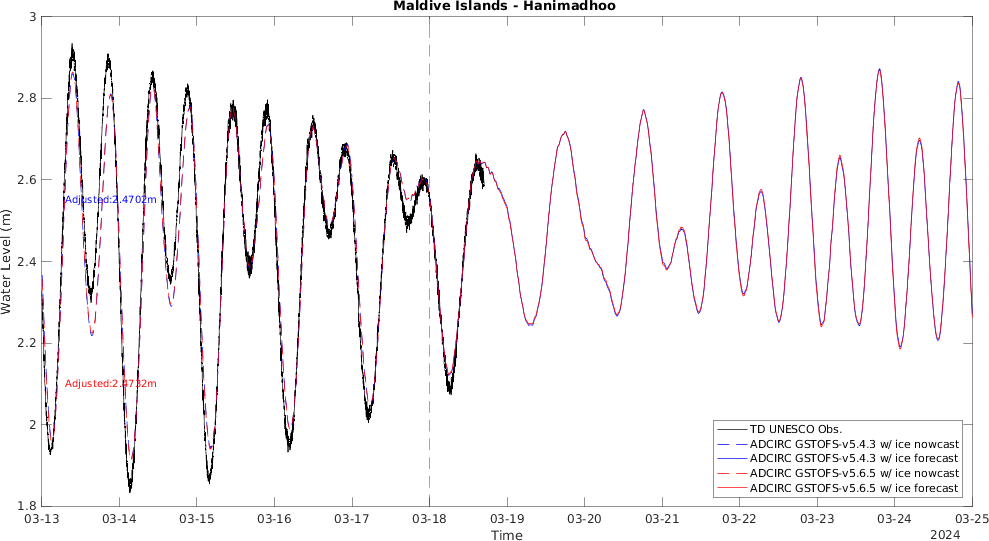 Maldive Islands - Hanimadhoo
Water Level (m)
3
2.8
2.6
2.4
2.2
2
1.8
Adjusted:2.4702m
Adjusted:2.4732m
TD UNESCO Obs.
ADCIRC GSTOFS-v5.4.3 w/ ice nowcast
ADCIRC GSTOFS-v5.4.3 w/ ice forecast
ADCIRC GSTOFS-v5.6.5 w/ ice nowcast
ADCIRC GSTOFS-v5.6.5 w/ ice forecast
03-13 03-14 03-15 03-16 03-17 03-18 03-19 03-20 03-21 03-22 03-23 03-24 03-25
Time
2024